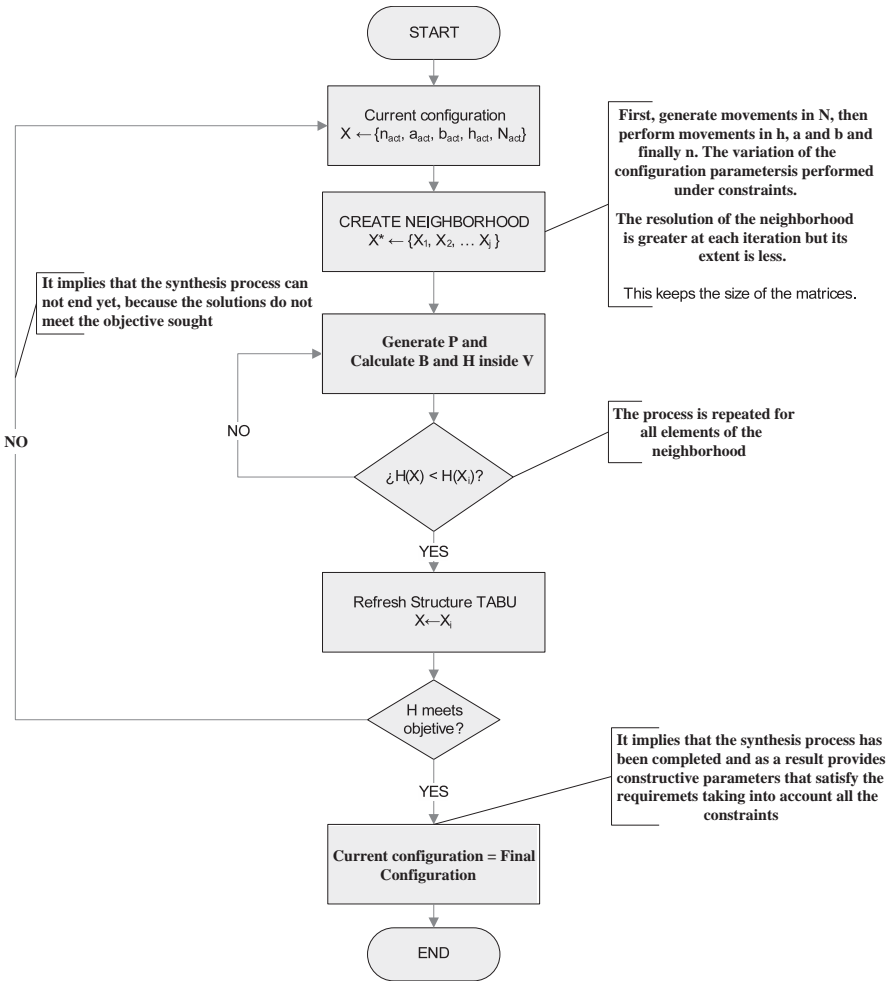 START
Current configuration
X ← {nact, aact, bact, hact, Nact}
First, generate movements in N, then
perform movements in h, a and b and
finally n. The variation of the
configuration parametersis performed
under constraints.
The resolution of the neighborhood
is greater at each iteration but its
extent is less.
This keeps the size of the matrices.
CREATE NEIGHBORHOOD
X* ← {X1, X2, ... Xj }
It implies that the synthesis process can
not end yet, because the solutions do not
meet the objective sought
Generate P and
Calculate B and H inside V
NO
NO
The process is repeated for
all elements of the
neighborhood
¿H(X) < H(Xi)?
YES
Refresh Structure TABU
X←Xi
H meets
objetive?
YES
It implies that the synthesis process has
been completed and as a result provides
constructive parameters that satisfy the
requiremets taking into account all the
constraints
Current configuration = Final
Configuration
END